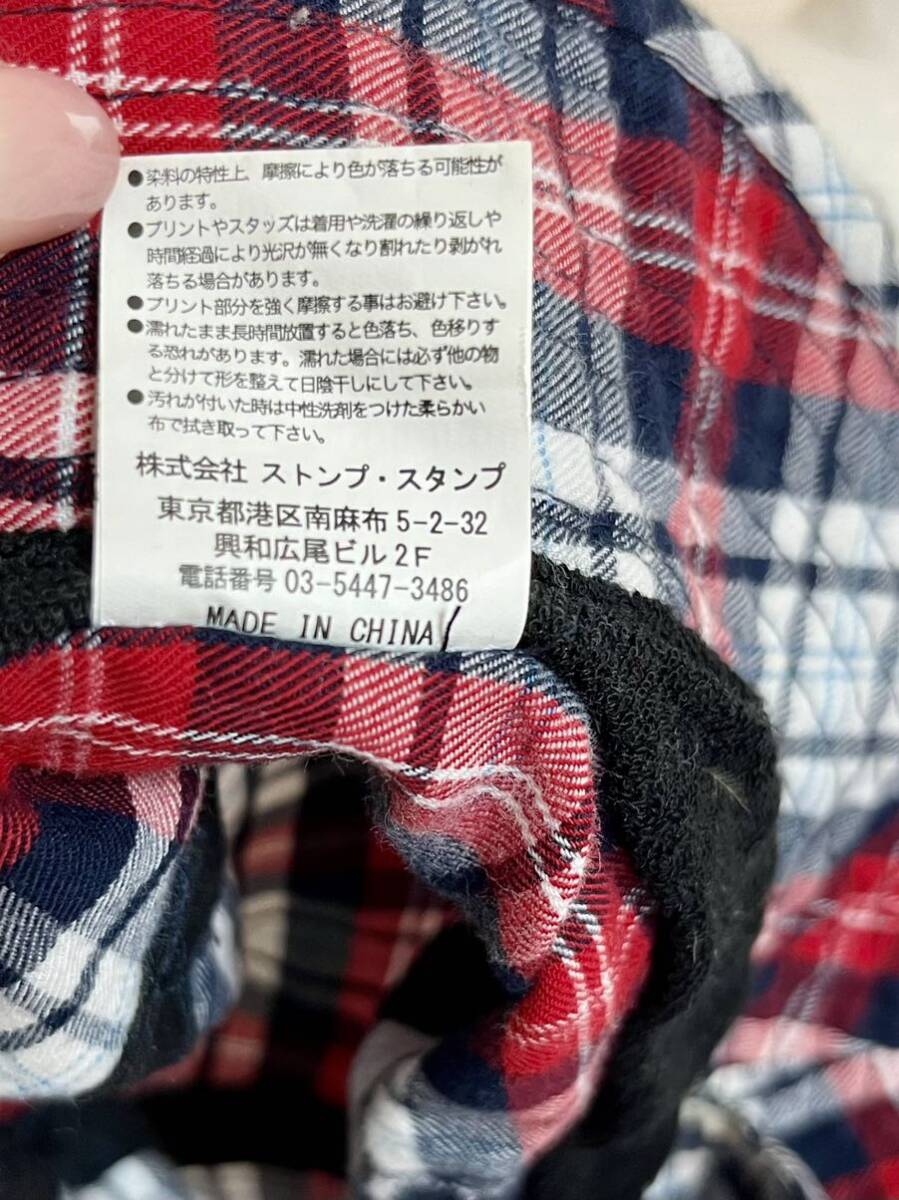 ●染料の特性上、摩擦により色が落ちる可能性が
あります。
●プリントやスタッズは着用や洗濯の繰り返しや
時間経過により光沢が無くなり割れたり剥がれ
落ちる場合があります。
●プリント部分を強く摩擦する事はお避け下さい。
●濡れたまま長時間放置すると色落ち、色移りす
る恐れがあります。濡れた場合には必ず他の物
と分けて形を整えて日陰干しにして下さい。
●汚れが付いた時は中性洗剤をつけた柔らかい
布で拭き取って下さい。
株式会社 ストンプ・スタンプ
東京都港区南麻布5-2-32
興和広尾ビル2F
電話番号 03-5447-3486
MADE IN CHINA